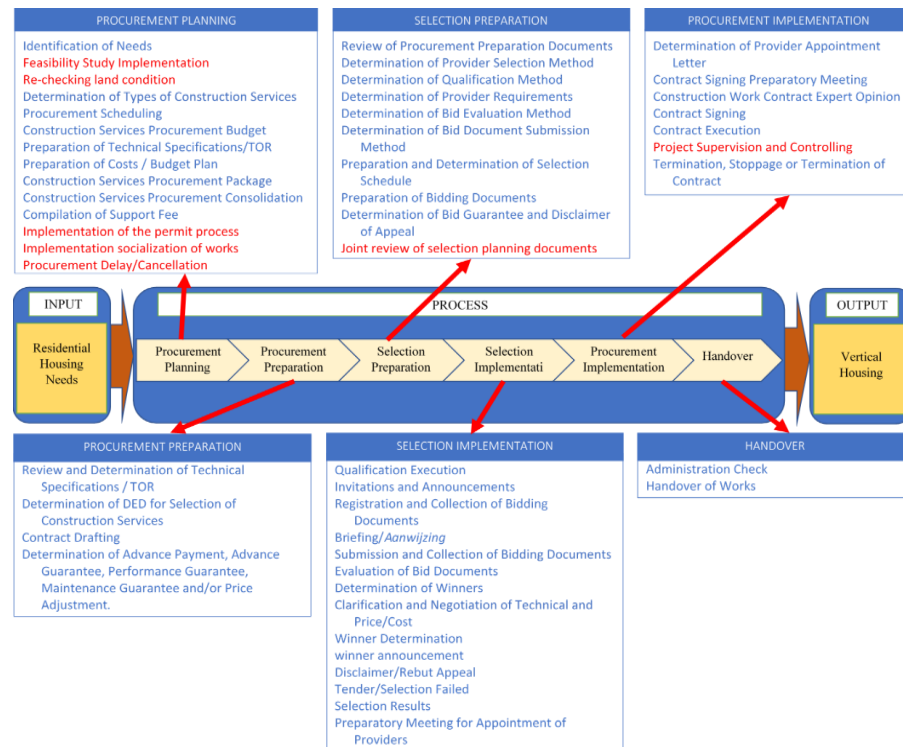 PROCUREMENT PLANNING
Identification of Needs
Feasibility Study Implementation
Re-checking land condition
Determination of Types of Construction Services
Procurement Scheduling
Construction Services Procurement Budget
Preparation of Technical Specifications/TOR
Preparation of Costs / Budget Plan
Construction Services Procurement Package
Construction Services Procurement Consolidation
Compilation of Support Fee
Implementation of the permit process
Implementation socialization of works
Procurement Delay/Cancellation
SELECTION PREPARATION
Review of Procurement Preparation Documents
Determination of Provider Selection Method
Determination of Qualification Method
Determination of Provider Requirements
Determination of Bid Evaluation Method
Determination of Bid Document Submission
Method
Preparation and Determination of Selection
Schedule
Preparation of Bidding Documents
Determination of Bid Guarantee and Disclaimer
of Appeal
Joint review of selection planning documents
PROCUREMENT IMPLEMENTATION
Determination of Provider Appointment
Letter
Contract Signing Preparatory Meeting
Construction Work Contract Expert Opinion
Contract Signing
Contract Execution
Project Supervision and Controlling
Termination, Stoppage or Termination of
Contract
INPUT
Residential
Housing
Needs
PROCESS
Procurement
Planning
Procurement
Preparation
Selection
Preparation
Selection
Implementati
Procurement
Implementation
Handover
OUTPUT
Vertical
Housing
PROCUREMENT PREPARATION
Review and Determination of Technical
Specifications / TOR
Determination of DED for Selection of
Construction Services
Contract Drafting
Determination of Advance Payment, Advance
Guarantee, Performance Guarantee,
Maintenance Guarantee and/or Price
Adjustment.
SELECTION IMPLEMENTATION
Qualification Execution
Invitations and Announcements
Registration and Collection of Bidding
Documents
Briefing/Aanwijzing
Submission and Collection of Bidding Documents
Evaluation of Bid Documents
Determination of Winners
Clarification and Negotiation of Technical and
Price/Cost
Winner Determination
winner announcement
Disclaimer/Rebut Appeal
Tender/Selection Failed
Selection Results
Preparatory Meeting for Appointment of
Providers
HANDOVER
Administration Check
Handover of Works